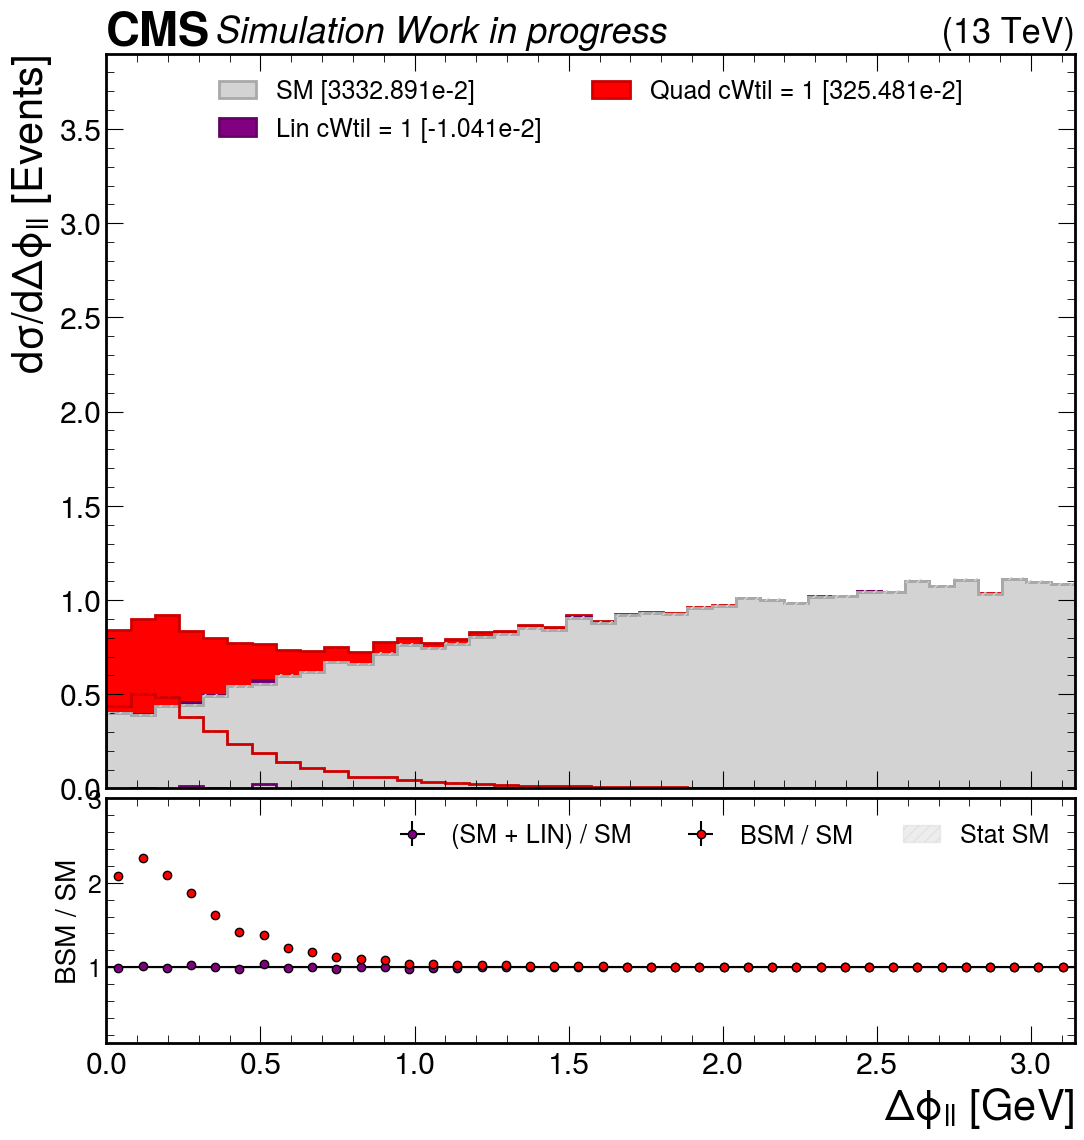 CMS Simulation Work in progress (13 TeV)
SM [3332.891e-2] Quad cWtil = 1 [325.481e-2]
Lin cWtil = 1 [-1.041e-2]
dσ/dΔϕll [Events]
3.5
3.0
2.5
2.0
1.5
1.0
0.5
0.0
3
(SM + LIN) / SM BSM / SM Stat SM
BSM / SM
2
1
0.0 0.5 1.0 1.5 2.0 2.5 3.0
Δϕll [GeV]